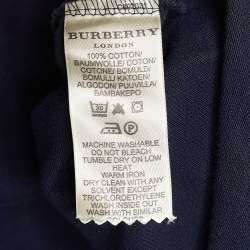 BURBERRY
LONDON
100% COTTON/
BAUMWOLLE/ COTON/
COTONE/ BOMULD/
BOMULL/ KATOEN/
ALGODON/ PUUVILLA/
BAMBAKEPO
MACHINE WASHABLE
DO NOT BLEACH
TUMBLE DRY ON LOW
HEAT
WARM IRON
DRY CLEAN WITH ANY
SOLVENT EXCEPT
TRICHLOROETHYLENE
WASH INSIDE OUT
WASH WITH SIMILAR